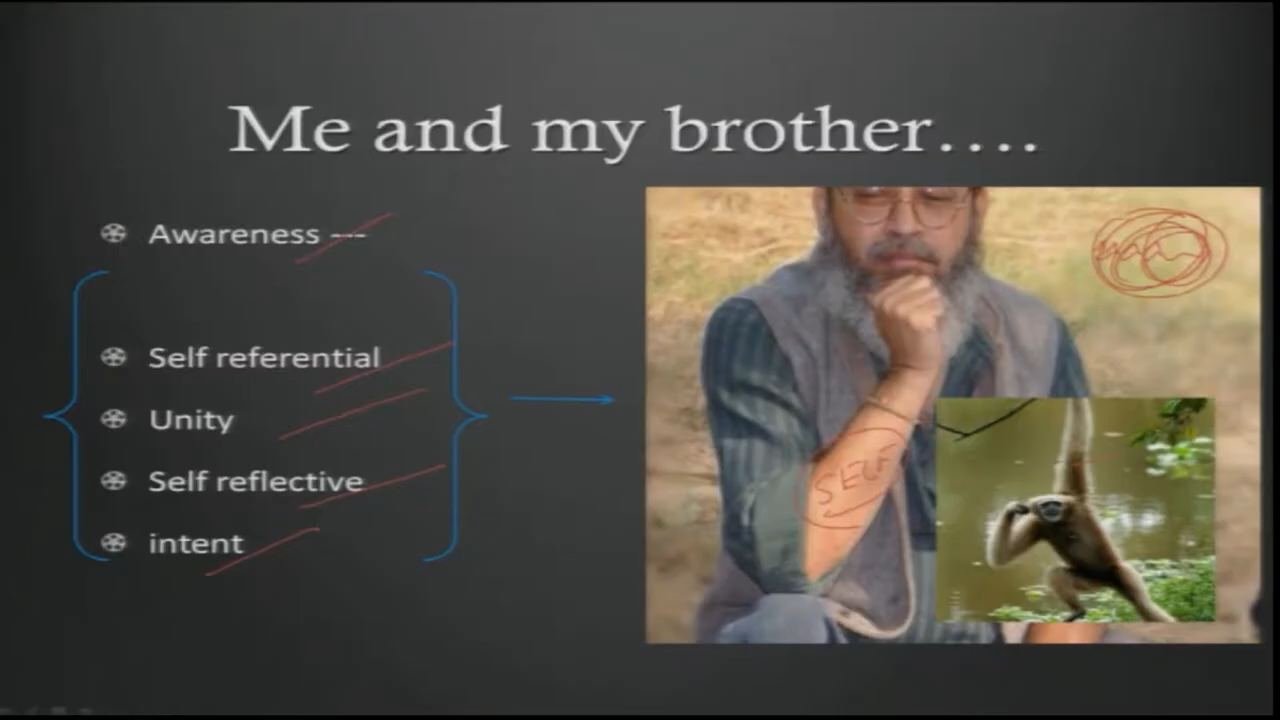 Me and my brother....
Awareness ---
Self referential
Unity
Self reflective
intent
SELF